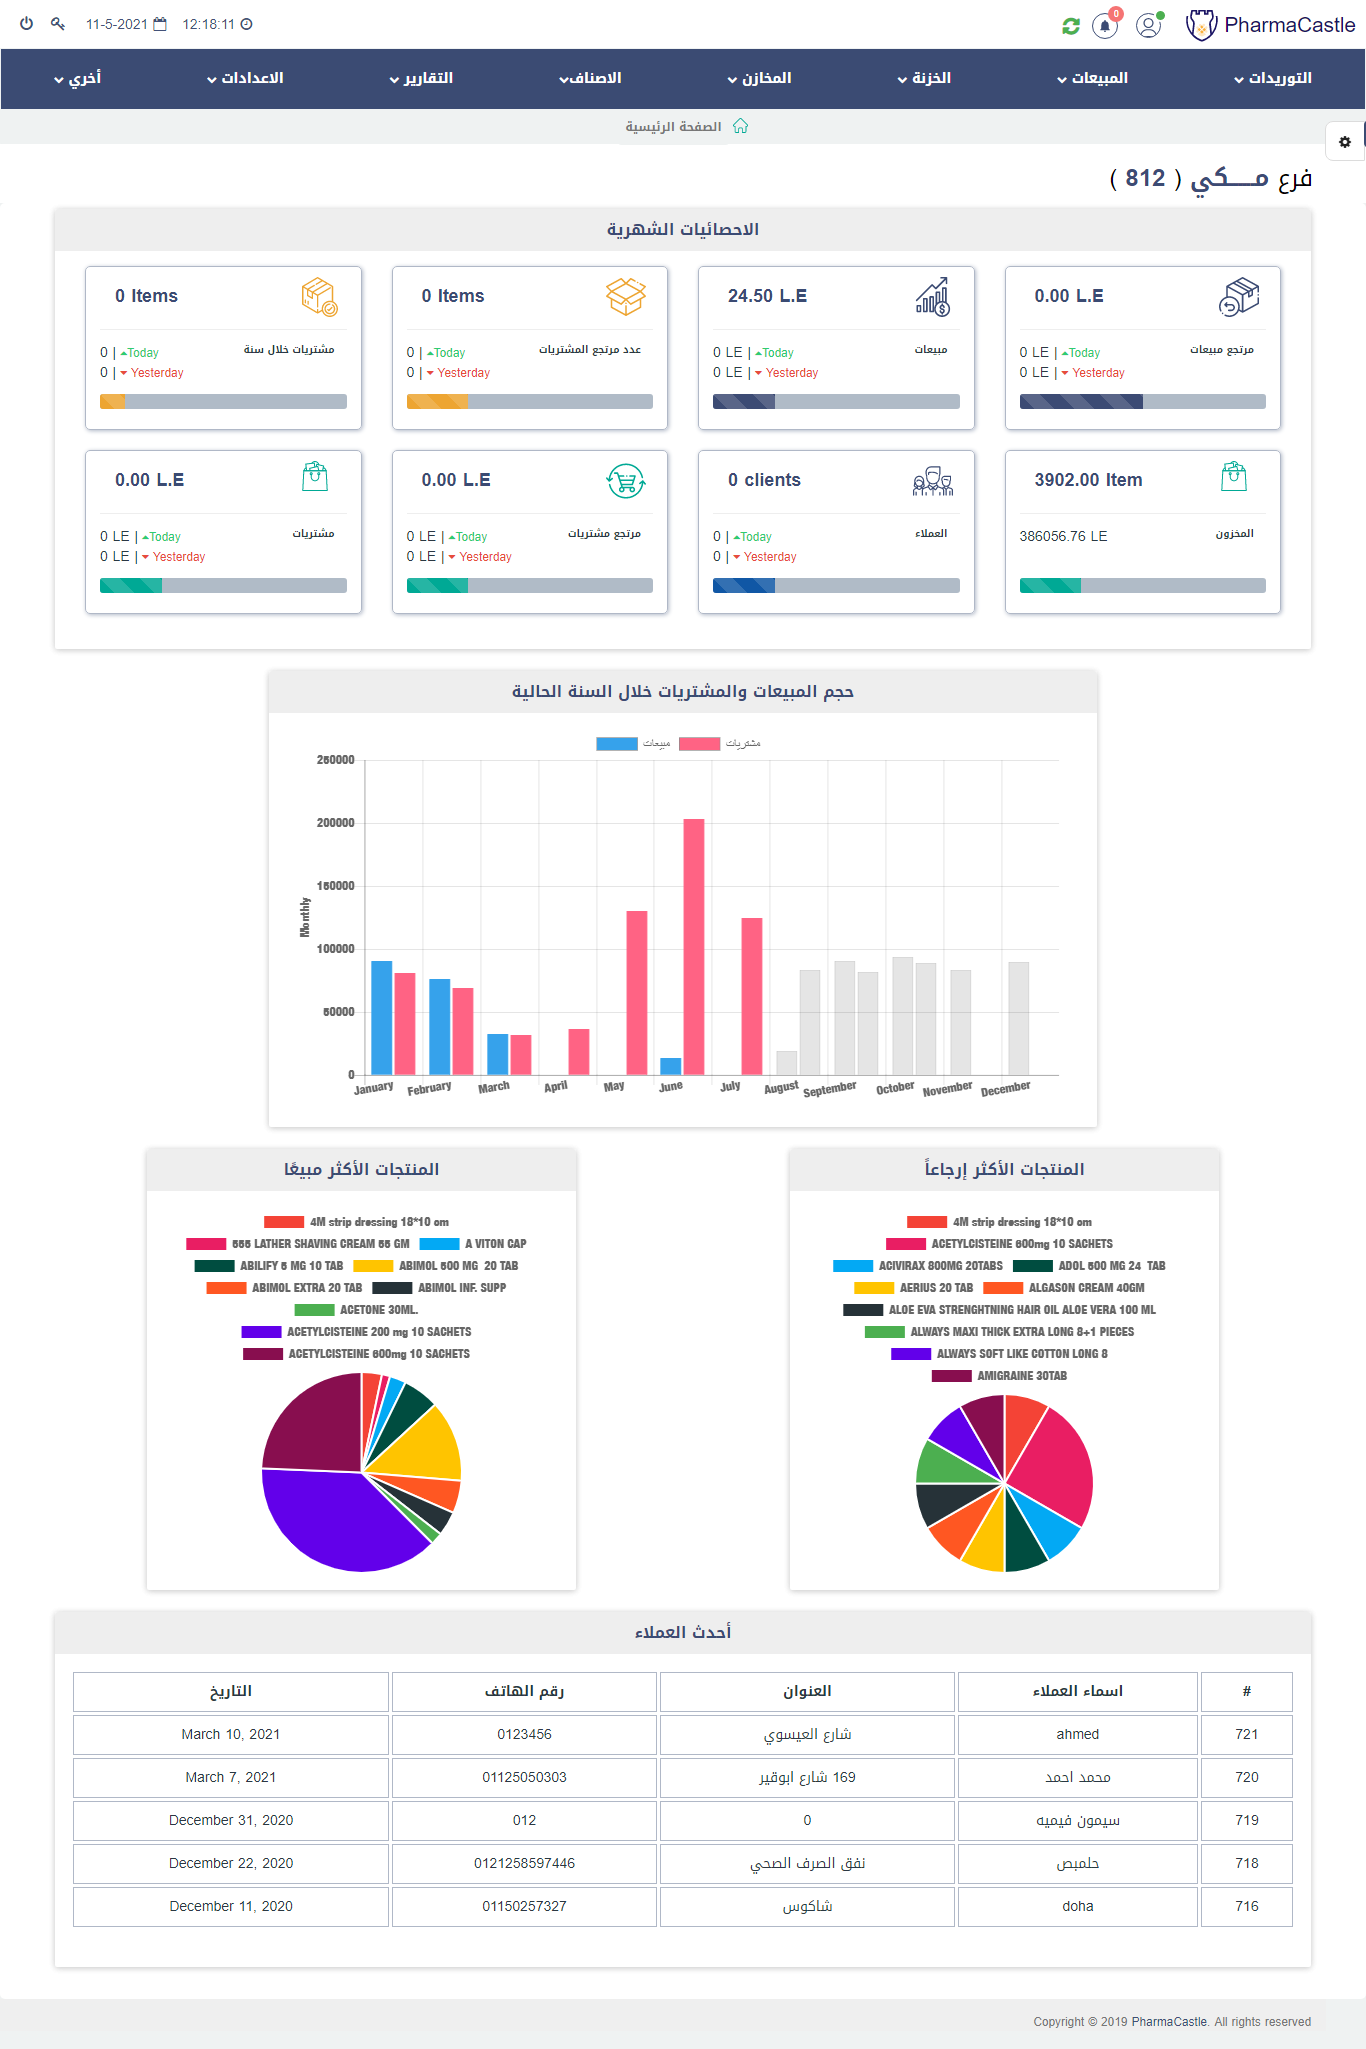 11-5-2021 12:18:11
0
PharmaCastle
التوريدات المبيعات الخزنة المخازن الاصناف التقارير الاعدادات أخري
الصفحة الرئيسية
فرع مـــــكي ( 812 )
الاحصائيات الشهرية
0.00 L.E
مرتجع مبيعات
0 LE | Today
0 LE | Yesterday
24.50 L.E
مبيعات
0 LE | Today
0 LE | Yesterday
0 Items
عدد مرتجع المشتريات
0 | Today
0 | Yesterday
0 Items
مشتريات خلال سنة
0 | Today
0 | Yesterday
3902.00 Item
المخزون
386056.76 LE
0 clients
العملاء
0 | Today
0 | Yesterday
0.00 L.E
مرتجع مشتريات
0 LE | Today
0 LE | Yesterday
0.00 L.E
مشتريات
0 LE | Today
0 LE | Yesterday
حجم المبيعات والمشتريات خلال السنة الحالية
مبيعات مشتريات
250000
200000
150000
100000
50000
0
Monthly
January February March April May June July August September October November December
المنتجات الأكثر إرجاعاً
4M strip dressing 18*10 cm
ACETYLCISTEINE 600mg 10 SACHETS
ACIVIRAX 800MG 20TABS ADOL 500 MG 24 TAB
AERIUS 20 TAB ALGASON CREAM 40GM
ALOE EVA STRENGHTNING HAIR OIL ALOE VERA 100 ML
ALWAYS MAXI THICK EXTRA LONG 8+1 PIECES
ALWAYS SOFT LIKE COTTON LONG 8
AMIGRAINE 30TAB
المنتجات الأكثر مبيعًا
4M strip dressing 18*10 cm
555 LATHER SHAVING CREAM 55 GM A VITON CAP
ABILIFY 5 MG 10 TAB ABIMOL 500 MG 20 TAB
ABIMOL EXTRA 20 TAB ABIMOL INF. SUPP
ACETONE 30ML.
ACETYLCISTEINE 200 mg 10 SACHETS
ACETYLCISTEINE 600mg 10 SACHETS
أحدث العملاء
# اسماء العملاء العنوان رقم الهاتف التاريخ
721 ahmed شارع العيسوي 0123456 March 10, 2021
720 محمد احمد 169 شارع ابوقير 01125050303 March 7, 2021
719 سيمون فيميه 0 012 December 31, 2020
718 حلمبص نفق الصرف الصحي 0121258597446 December 22, 2020
716 doha شاكوس 01150257327 December 11, 2020
Copyright © 2019 PharmaCastle. All rights reserved